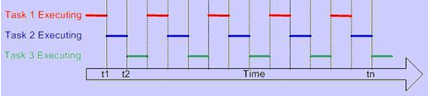 Task 1 Executing
Task 2 Executing
Task 3 Executing
t1 t2 Time tn